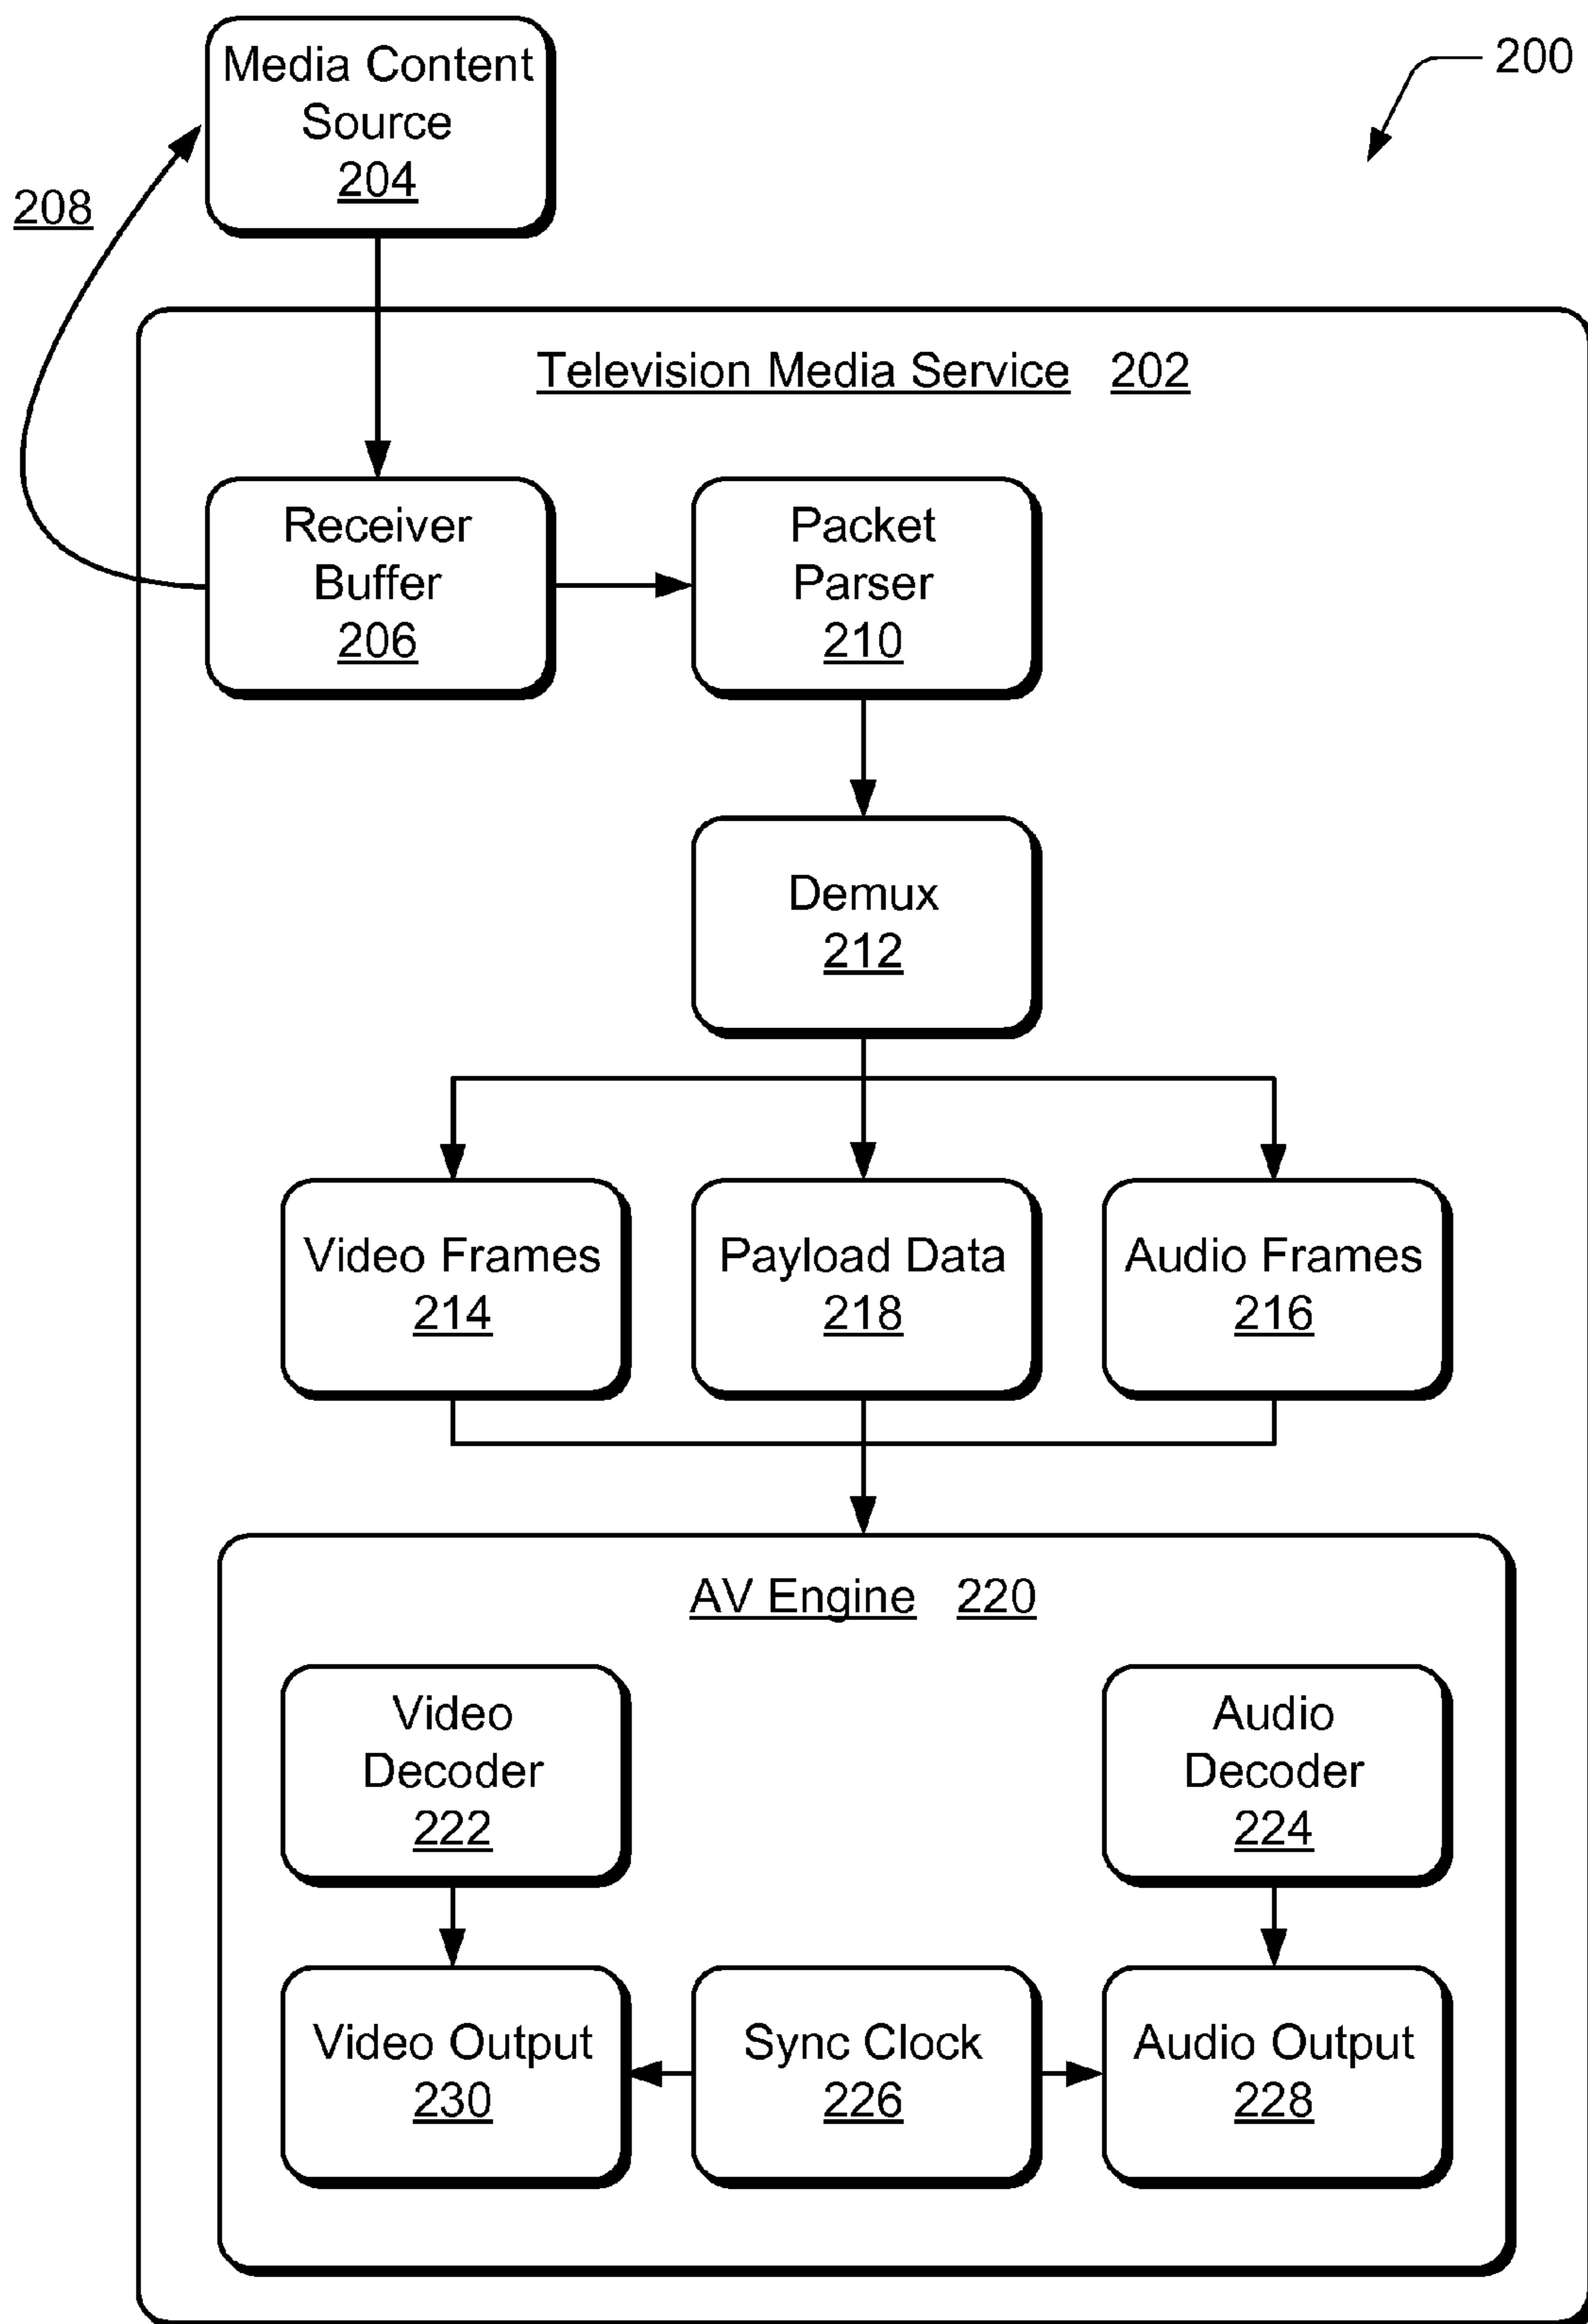 Media Content
Source
204
200
208
Television Media Service 202
Receiver
Buffer
206
Packet
Parser
210
Demux
212
Video Frames
214
Payload Data
218
Audio Frames
216
AV Engine 220
Video
Decoder
222
Audio
Decoder
224
Video Output
230
Sync Clock
226
Audio Output
228